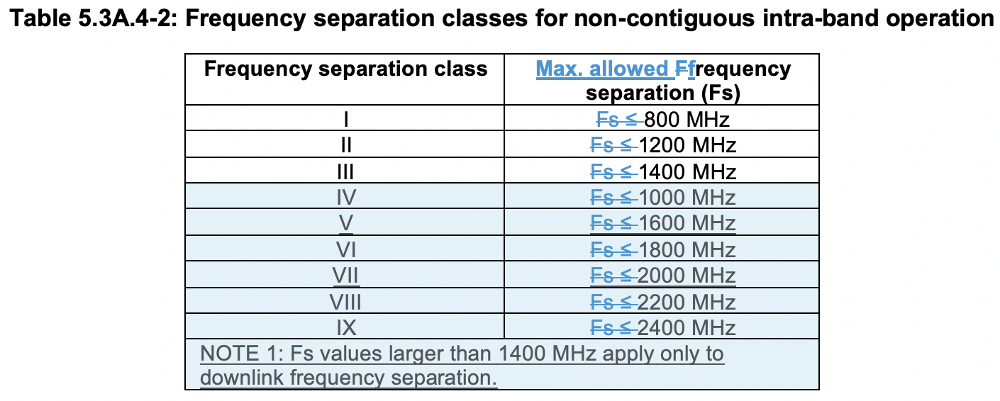 Table 5.3A.4-2: Frequency separation classes for non-contiguous intra-band operation
Frequency separation class
Max. allowed Ffrequency
separation (Fs)
I
Fs ≤ 800 MHz
II
Fs ≤ 1200 MHz
III
Fs ≤ 1400 MHz
IV
Fs ≤ 1000 MHz
V
Fs ≤ 1600 MHz
VI
Fs ≤ 1800 MHz
VII
Fs ≤ 2000 MHz
VIII
Fs ≤ 2200 MHz
IX
Fs ≤ 2400 MHz
NOTE 1: Fs values larger than 1400 MHz apply only to
downlink frequency separation.